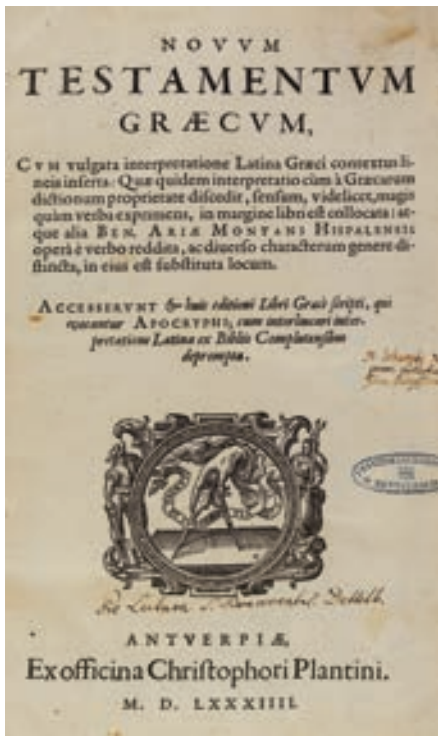 NOVVM
TESTAMENTVM
GRÆCVM,
CVM vulgata interpretatione Latina Græci contextus li-
neis inserta: Quæ quidem interpretatio cùm à Græcarum
dictionum proprietate discedit, sensum, videlicet, magis
quàm verba exprimens, in margine libri est collocata: at-
que alia BEN. ARIÆ MONTANI HISPALENSIS
operâ è verbo reddita, ac diuerso characterum genere di-
stincta, in eius est substituta locum.
ACCESSERVNT & huic editioni Libri Græcè scripti, qui
vocantur APOCRYPHI, cum interlineari inter-
pretatione Latina ex Bibliis Complutensibus
deprompta.
ANTVERPIÆ,
Ex officina Christophori Plantini.
M. D. LXXXIIII.